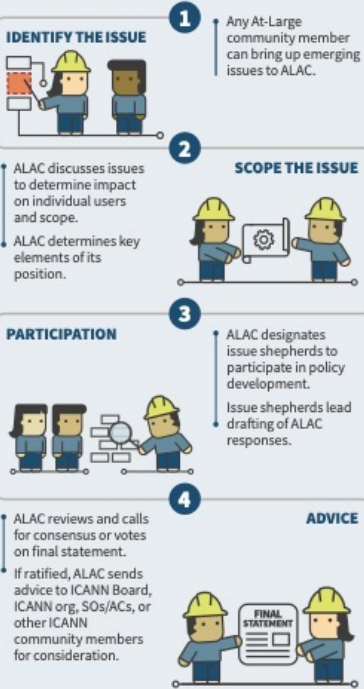 1
IDENTIFY THE ISSUE
Any At-Large
community member
can bring up emerging
issues to ALAC.
2
SCOPE THE ISSUE
ALAC discusses issues
to determine impact
on individual users
and scope.
ALAC determines key
elements of its
position.
3
PARTICIPATION
ALAC designates
issue shepherds to
participate in policy
development.
Issue shepherds lead
drafting of ALAC
responses.
4
ADVICE
ALAC reviews and calls
for consensus or votes
on final statement.
If ratified, ALAC sends
advice to ICANN Board,
ICANN org, SOs/ACs, or
other ICANN
community members
for consideration.
FINAL
STATEMENT